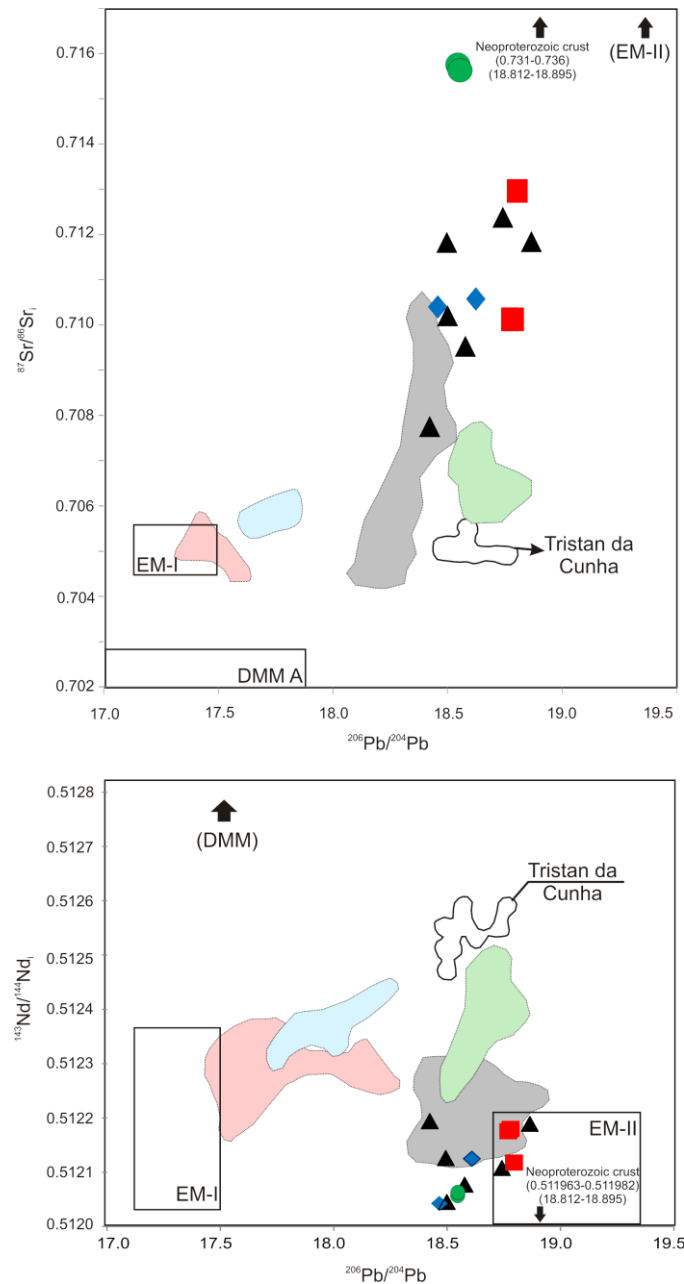 0.716
Neoproterozoic crust
(0.731-0.736)
(18.812-18.895)
(EM-II)
0.714
0.712
0.710
0.708
0.706
0.704
0.702
⁸⁷Sr/⁸⁶Srᵢ
EM-I
Tristan da
Cunha
DMM A
17.0
17.5
18.0
18.5
19.0
19.5
²⁰⁶Pb/²⁰⁴Pb
0.5128
0.5127
0.5126
0.5125
0.5124
0.5123
0.5122
0.5121
0.5120
¹⁴³Nd/¹⁴⁴Ndᵢ
(DMM)
Tristan da
Cunha
EM-II
Neoproterozoic crust
(0.511963-0.511982)
(18.812-18.895)
EM-I
17.0
17.5
18.0
18.5
19.0
19.5
²⁰⁶Pb/²⁰⁴Pb